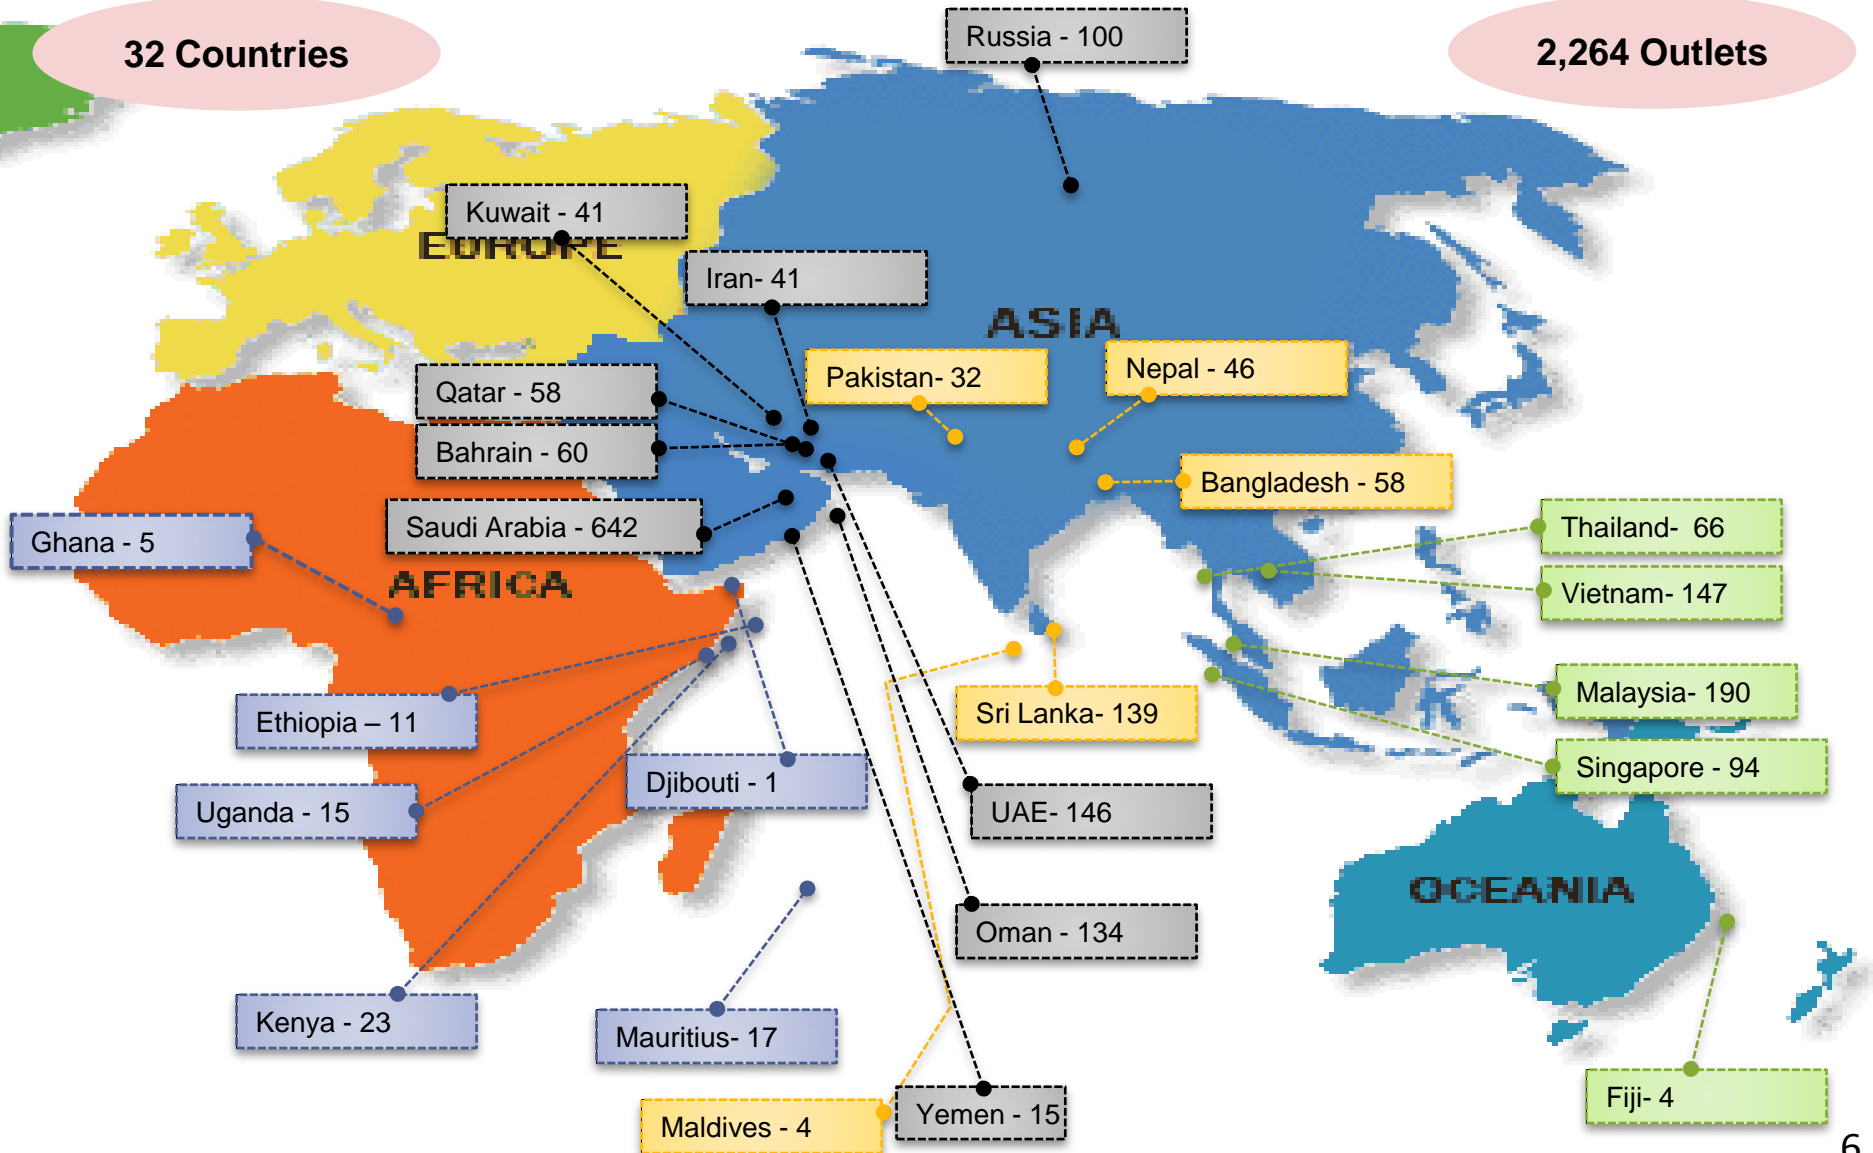 32 Countries
Russia - 100
2,264 Outlets
Kuwait - 41
EUROPE
Iran- 41
ASIA
Pakistan- 32
Nepal - 46
Qatar - 58
Bahrain - 60
Bangladesh - 58
Saudi Arabia - 642
Thailand-  66
Ghana - 5
AFRICA
Vietnam- 147
Malaysia- 190
Ethiopia – 11
Sri Lanka- 139
Singapore - 94
Djibouti - 1
Uganda - 15
UAE- 146
OCEANIA
Oman - 134
Kenya - 23
Mauritius- 17
Fiji- 4
Yemen - 15
Maldives - 4
6